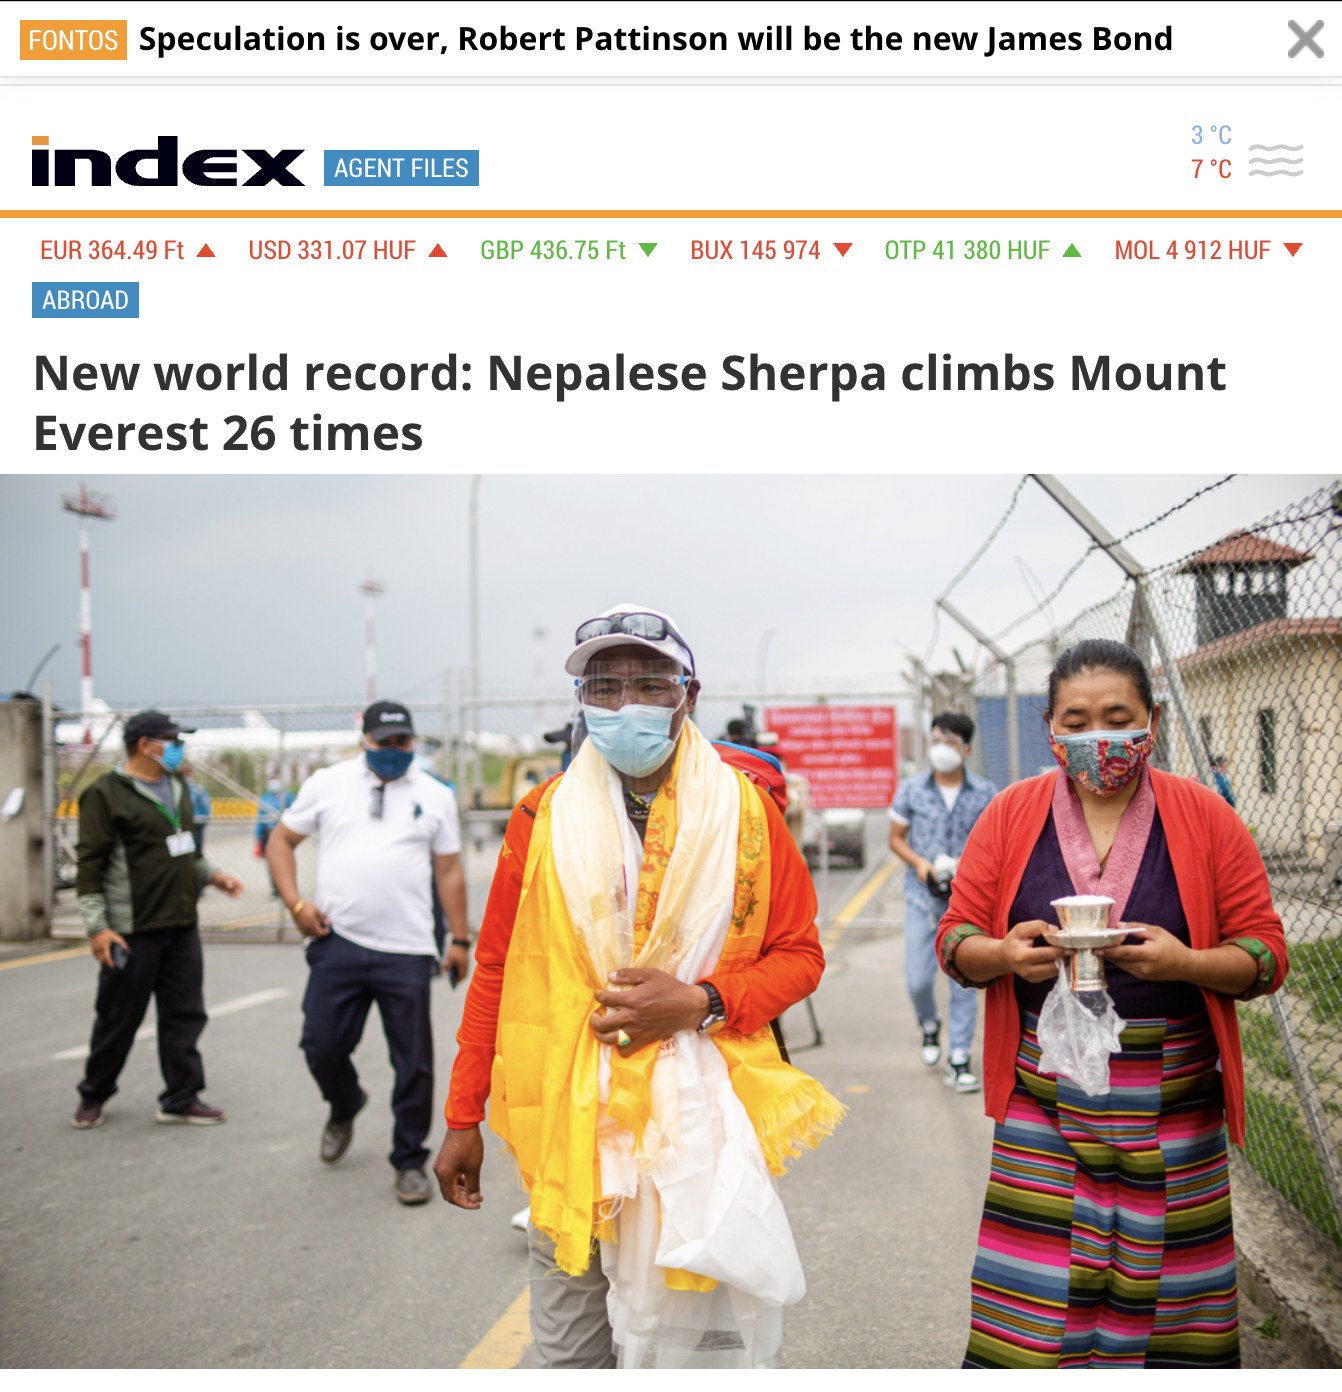 FONTOS Speculation is over, Robert Pattinson will be the new James Bond
3 °C
index AGENT FILES 7 °C
EUR 364.49 Ft USD 331.07 HUF GBP 436.75 Ft BUX 145 974 OTP 41 380 HUF MOL 4 912 HUF
ABROAD
New world record: Nepalese Sherpa climbs Mount
Everest 26 times